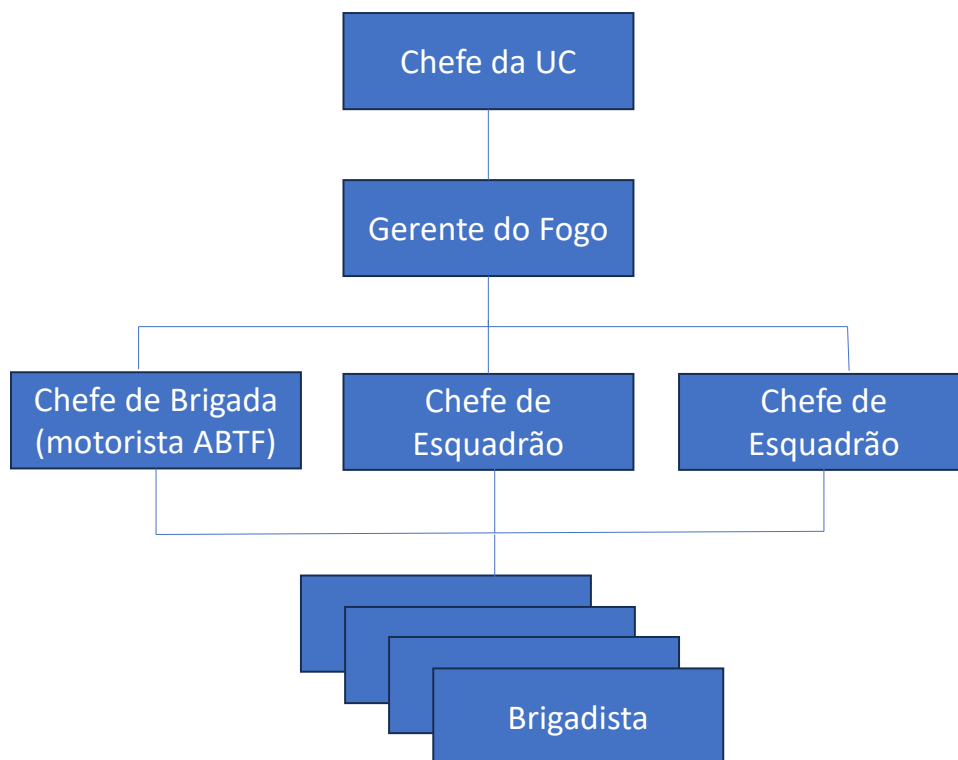 Chefe da UC
Gerente do Fogo
Chefe de Brigada
(motorista ABTF)
Chefe de
Esquadrão
Chefe de
Esquadrão
Brigadista